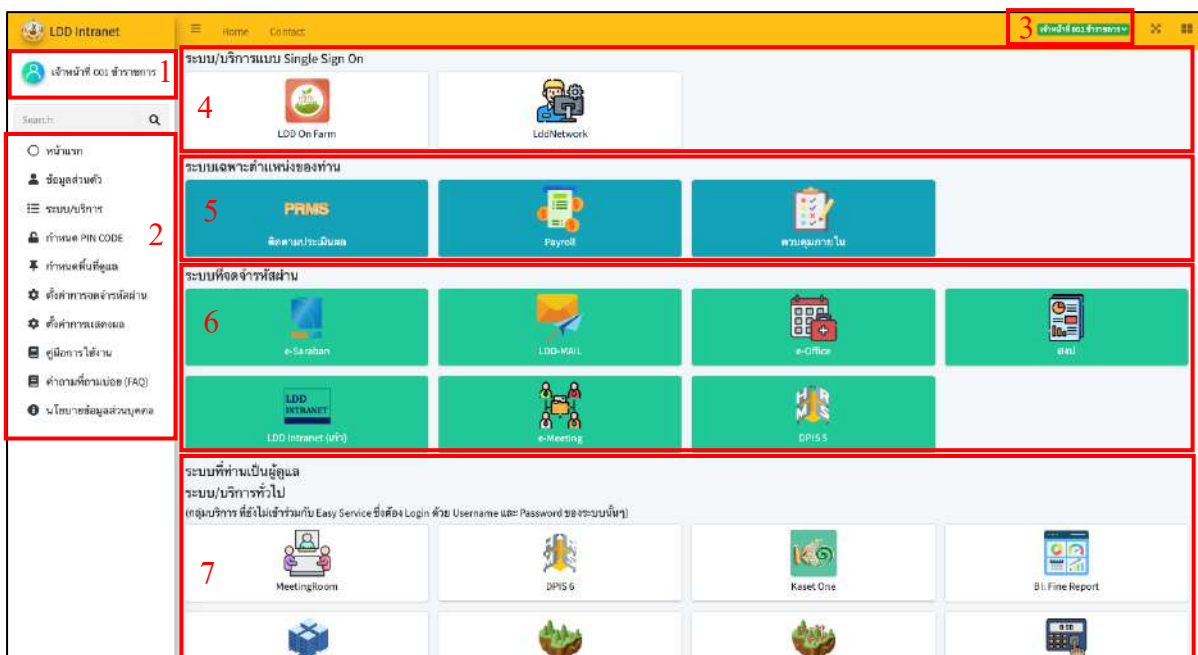 LDD Intranet
Home Contact
3
เจ้าหน้าที่ 001 ข้าราชการ
เจ้าหน้าที่ 001 ข้าราชการ
1
Search
หน้าแรก
ข้อมูลส่วนตัว
ระบบ/บริการ
กำหนด PIN CODE
2
กำหนดพื้นที่ดูแล
ตั้งค่าการจดจำรหัสผ่าน
ตั้งค่าการแสดงผล
คู่มือการใช้งาน
คำถามที่ถามบ่อย (FAQ)
นโยบายข้อมูลส่วนบุคคล
ระบบ/บริการแบบ Single Sign On
4
LDD On Farm
LddNetwork
ระบบเฉพาะตำแหน่งของท่าน
5
PRMS
ติดตามประเมินผล
Payroll
ควบคุมภายใน
ระบบที่จดจำรหัสผ่าน
6
e-Saraban
LDD-MAIL
e-Office
สงป
LDD
INTRANET
LDD Intranet (เก่า)
e-Meeting
HR
MS
DPIS 5
ระบบที่ท่านเป็นผู้ดูแล
ระบบ/บริการทั่วไป
(กลุ่มบริการ ที่ยังไม่เข้าร่วมกับ Easy Service ซึ่งต้อง Login ด้วย Username และ Password ของระบบนั้นๆ)
7
MeetingRoom
DPIS 6
Kaset One
BI: Fine Report